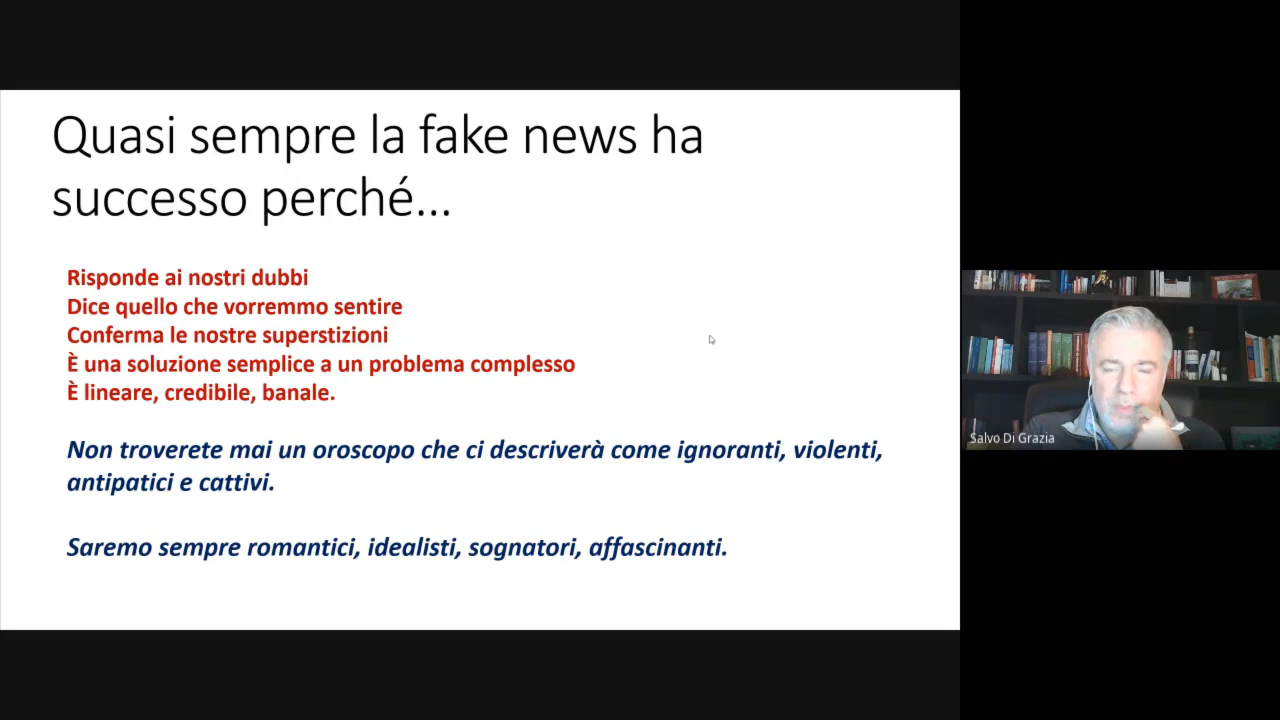 Quasi sempre la fake news ha
successo perché...
Risponde ai nostri dubbi
Dice quello che vorremmo sentire
Conferma le nostre superstizioni
È una soluzione semplice a un problema complesso
È lineare, credibile, banale.
Non troverete mai un oroscopo che ci descriverà come ignoranti, violenti,
antipatici e cattivi.
Saremo sempre romantici, idealisti, sognatori, affascinanti.
Salvo Di Grazia